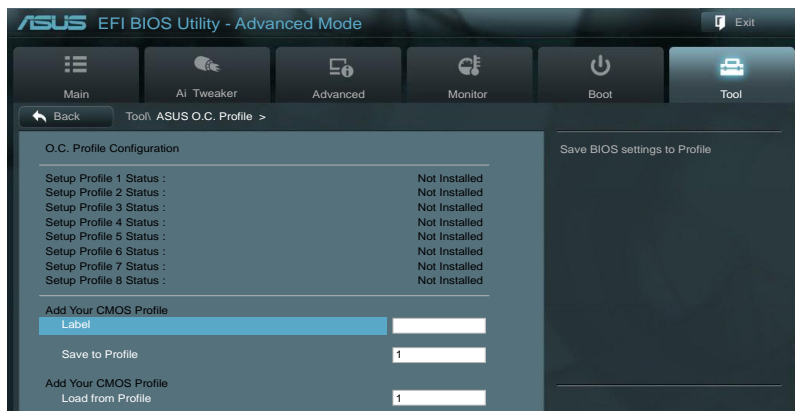 ASUS EFI BIOS Utility - Advanced Mode
Exit
Main
Ai Tweaker
Advanced
Monitor
Boot
Tool
Back
Tool\ ASUS O.C. Profile >
O.C. Profile Configuration
Save BIOS settings to Profile
Setup Profile 1 Status : Not Installed
Setup Profile 2 Status : Not Installed
Setup Profile 3 Status : Not Installed
Setup Profile 4 Status : Not Installed
Setup Profile 5 Status : Not Installed
Setup Profile 6 Status : Not Installed
Setup Profile 7 Status : Not Installed
Setup Profile 8 Status : Not Installed
Add Your CMOS Profile
Label
Save to Profile 1
Add Your CMOS Profile
Load from Profile 1